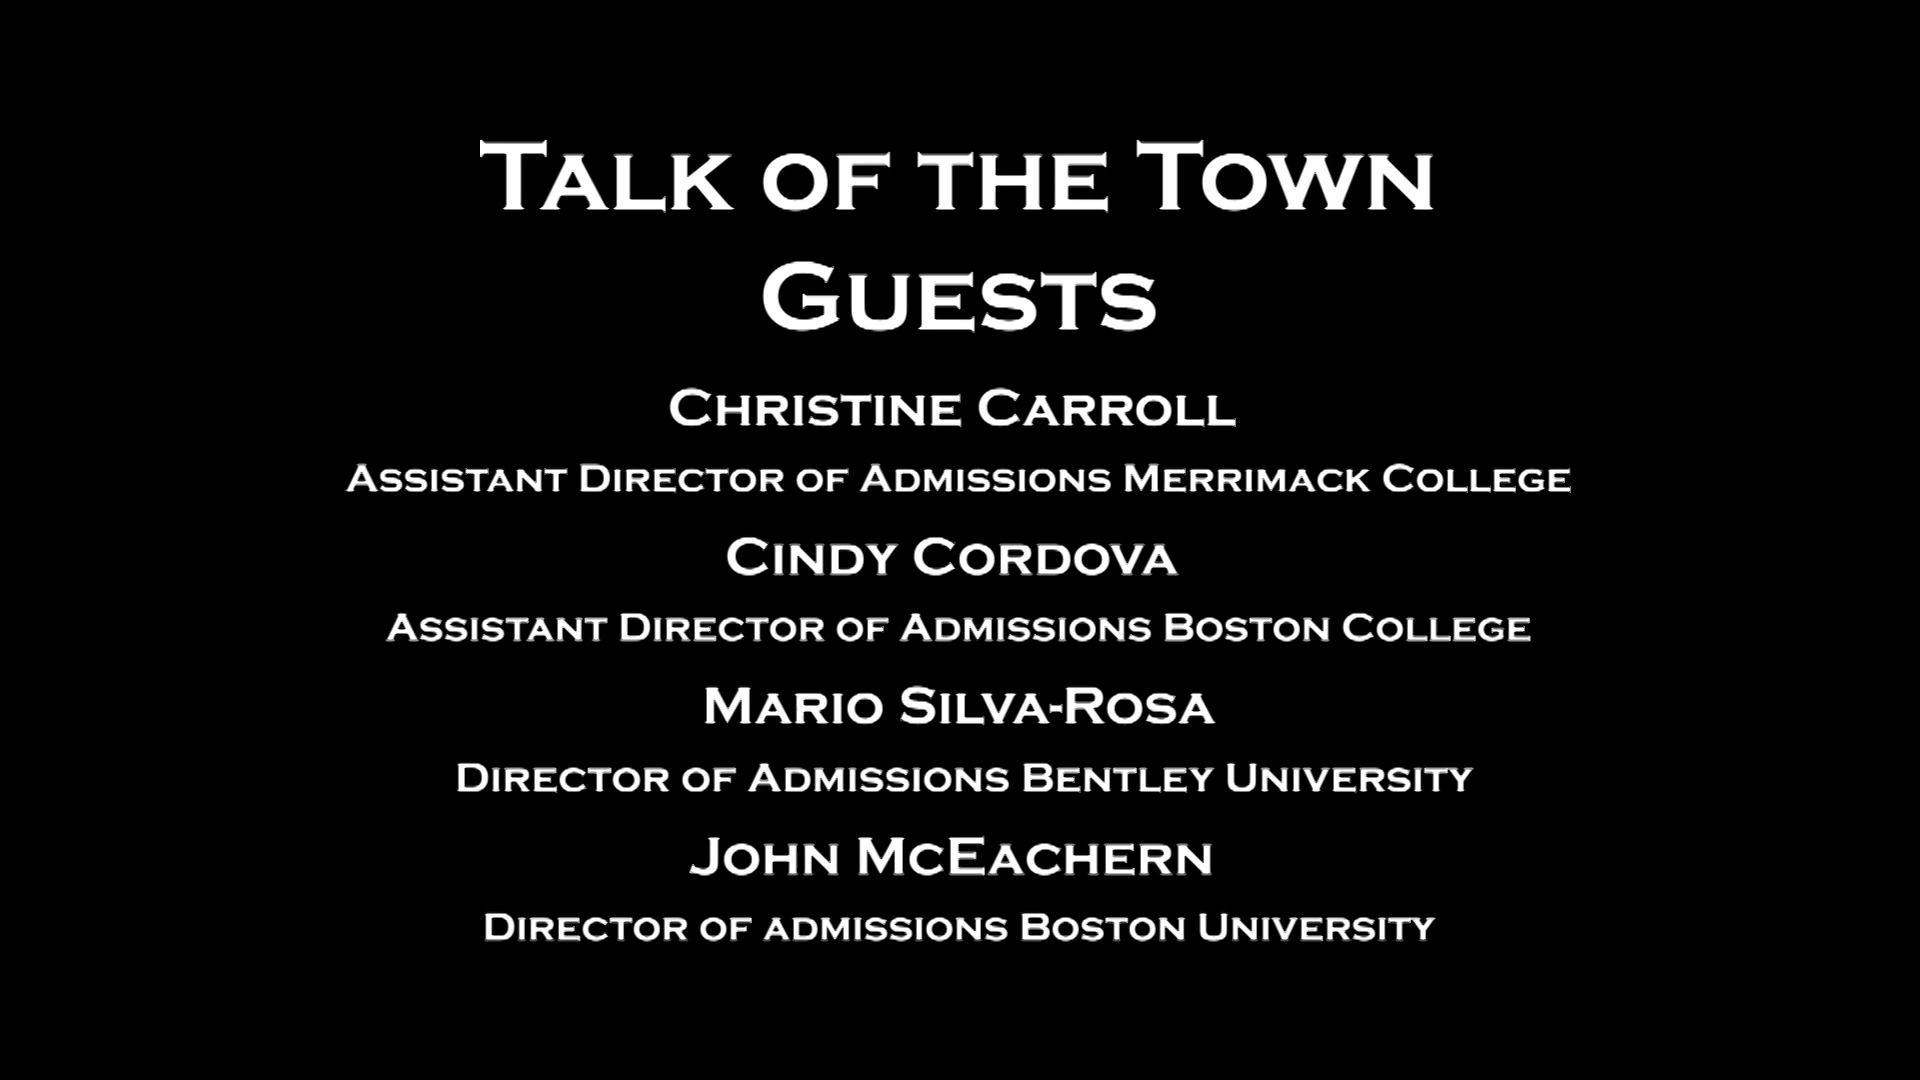 Talk of the Town
Guests
Christine Carroll
Assistant Director of Admissions Merrimack College
Cindy Cordova
Assistant Director of Admissions Boston College
Mario Silva-Rosa
Director of Admissions Bentley University
John McEachern
Director of admissions Boston University